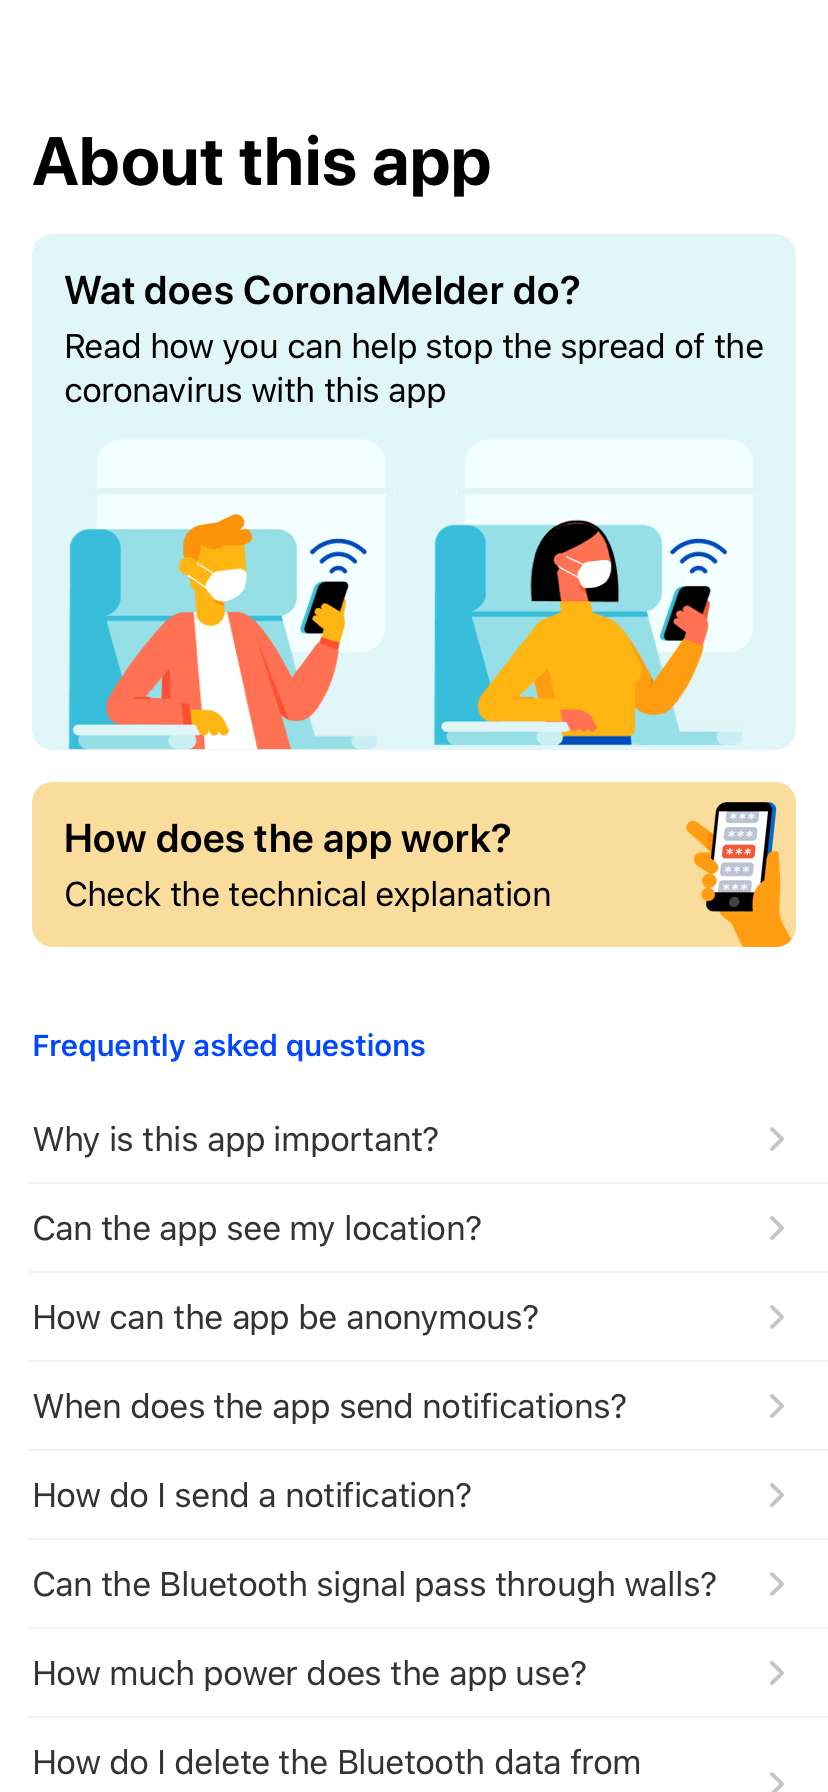 About this app
Wat does CoronaMelder do?
Read how you can help stop the spread of the
coronavirus with this app
How does the app work?
Check the technical explanation
***
***
***
***
***
Frequently asked questions
Why is this app important?
Can the app see my location?
How can the app be anonymous?
When does the app send notifications?
How do I send a notification?
Can the Bluetooth signal pass through walls?
How much power does the app use?
How do I delete the Bluetooth data from